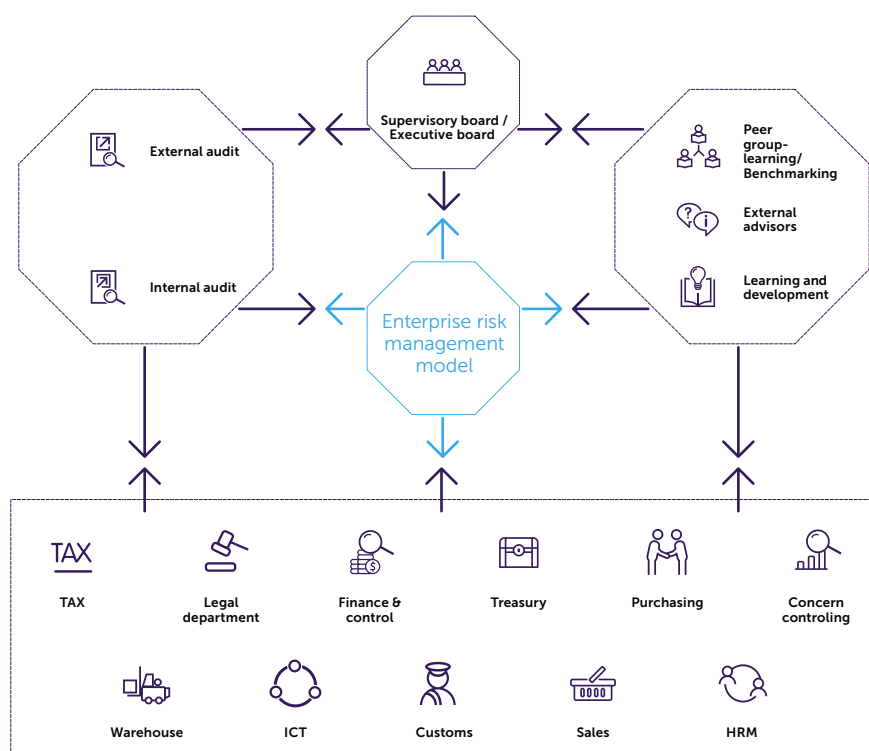 Supervisory board /
Executive board
External audit
Internal audit
Peer
group-
learning/
Benchmarking
External
advisors
Learning and
development
Enterprise risk
management
model
TAX
TAX
Legal
department
Finance &
control
Treasury
Purchasing
Concern
controling
Warehouse
ICT
Customs
Sales
HRM